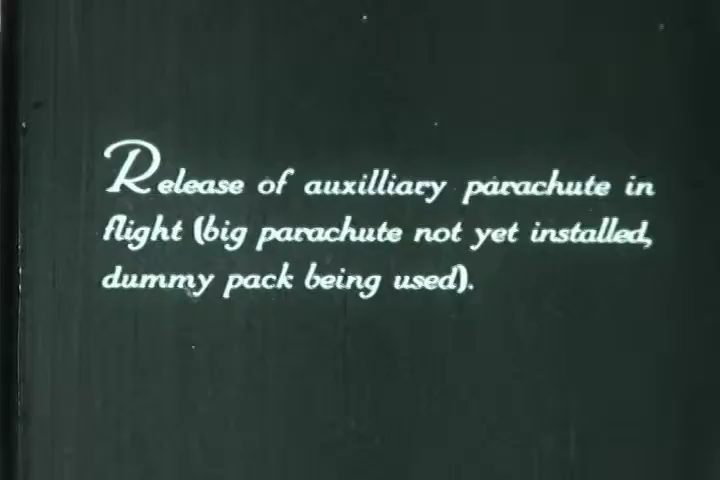 Release of auxilliary parachute in
flight (big parachute not yet installed,
dummy pack being used).